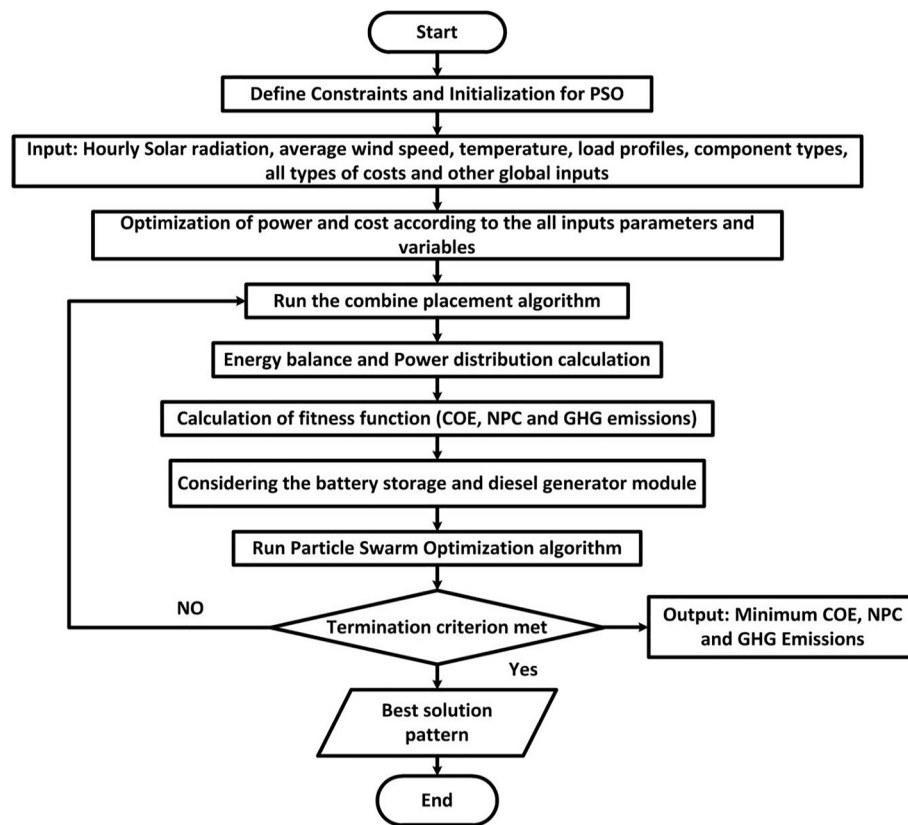 Start
Define Constraints and Initialization for PSO
Input: Hourly Solar radiation, average wind speed, temperature, load profiles, component types,
all types of costs and other global inputs
Optimization of power and cost according to the all inputs parameters and
variables
Run the combine placement algorithm
Energy balance and Power distribution calculation
Calculation of fitness function (COE, NPC and GHG emissions)
Considering the battery storage and diesel generator module
Run Particle Swarm Optimization algorithm
NO
Termination criterion met
Output: Minimum COE, NPC
and GHG Emissions
Yes
Best solution
pattern
End